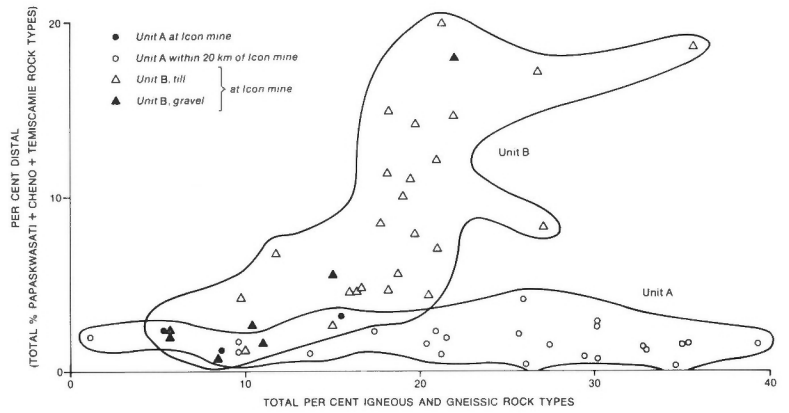 PER CENT DISTAL
(TOTAL % PAPASKWASATI + CHENO + TEMISCAMIE ROCK TYPES)
20
10
0
Unit A at Icon mine
Unit A within 20 km of Icon mine
Unit B, till
Unit B, gravel
at Icon mine
Unit B
Unit A
0 10 20 30 40
TOTAL PER CENT IGNEOUS AND GNEISSIC ROCK TYPES